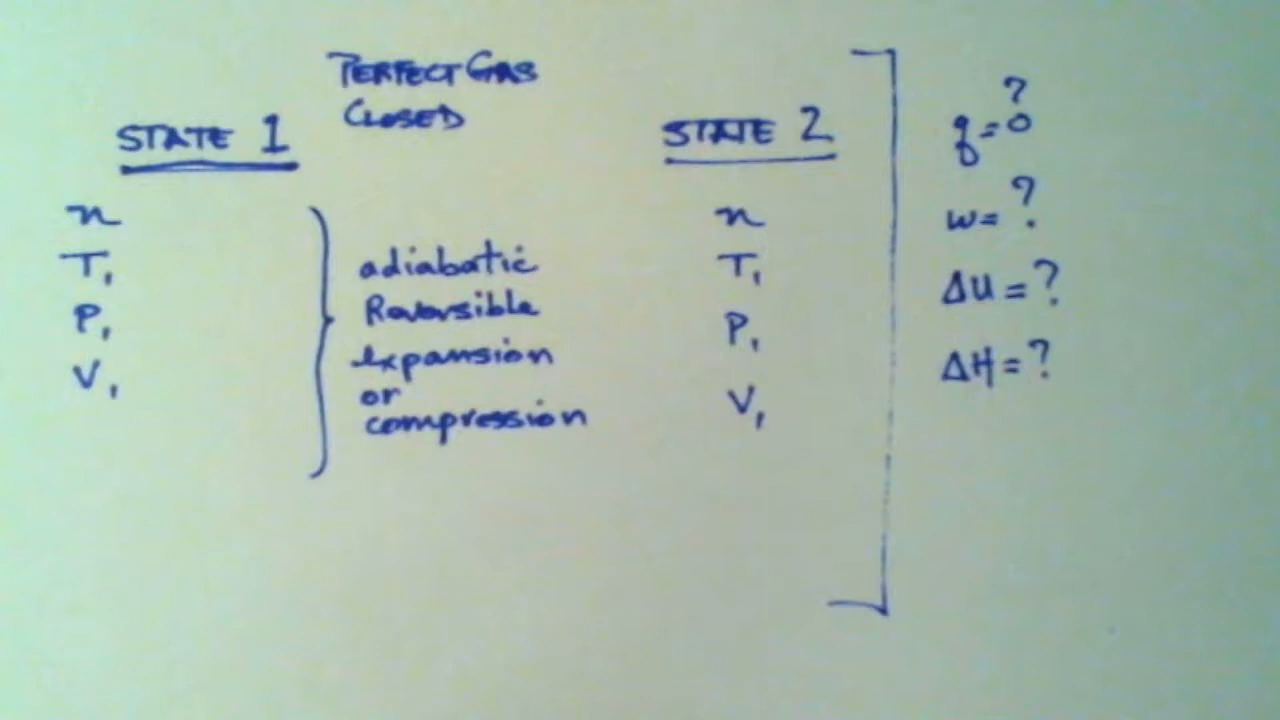 PERFECT GAS
CLOSED
STATE 1
n
T₁
P₁
V₁
adiabatic
Reversible
expansion
or
compression
STATE 2
n
T₁
P₁
V₁
?
q=0
w=?
ΔU=?
ΔH=?